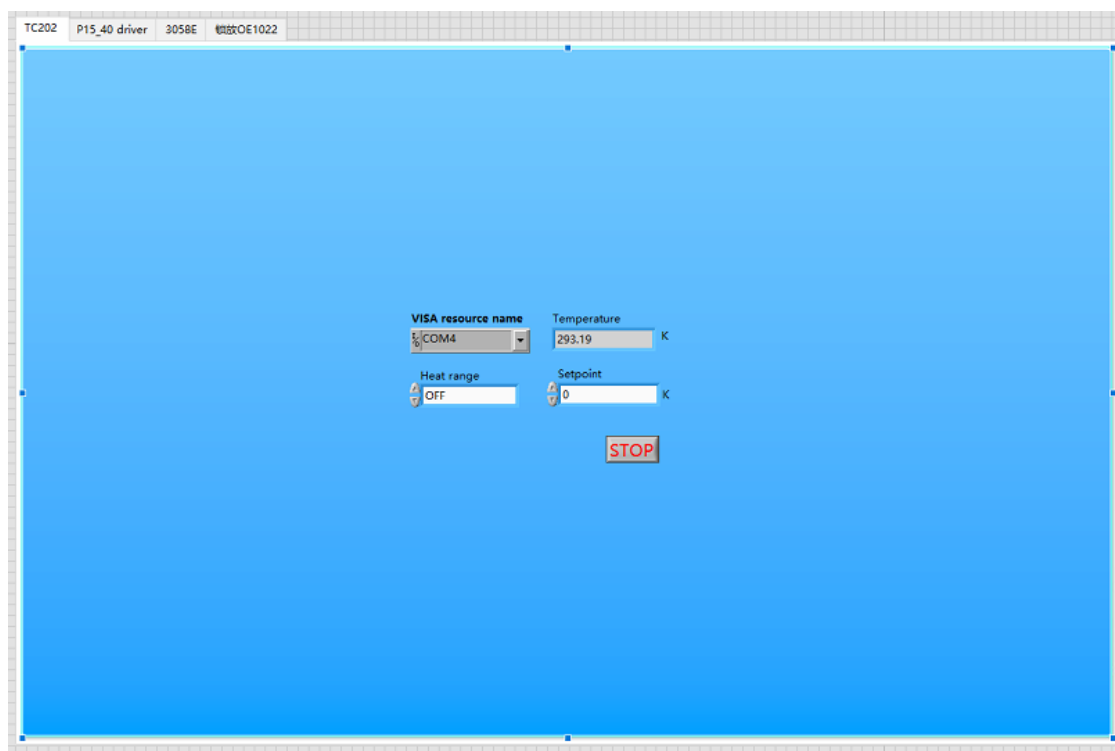 TC202 P15_40 driver 3058E 锁放OE1022
VISA resource name Temperature
COM4 293.19 K
Heat range Setpoint
OFF 0 K
STOP